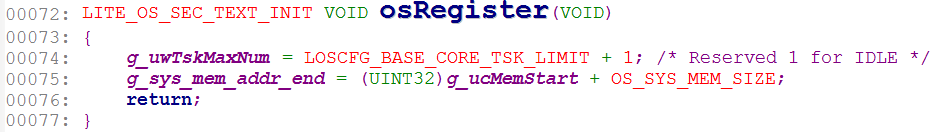 00072: LITE_OS_SEC_TEXT_INIT VOID osRegister(VOID)
00073: {
00074:     g_uwTskMaxNum = LOSCFG_BASE_CORE_TSK_LIMIT + 1; /* Reserved 1 for IDLE */
00075:     g_sys_mem_addr_end = (UINT32)g_ucMemStart + OS_SYS_MEM_SIZE;
00076:     return;
00077: }